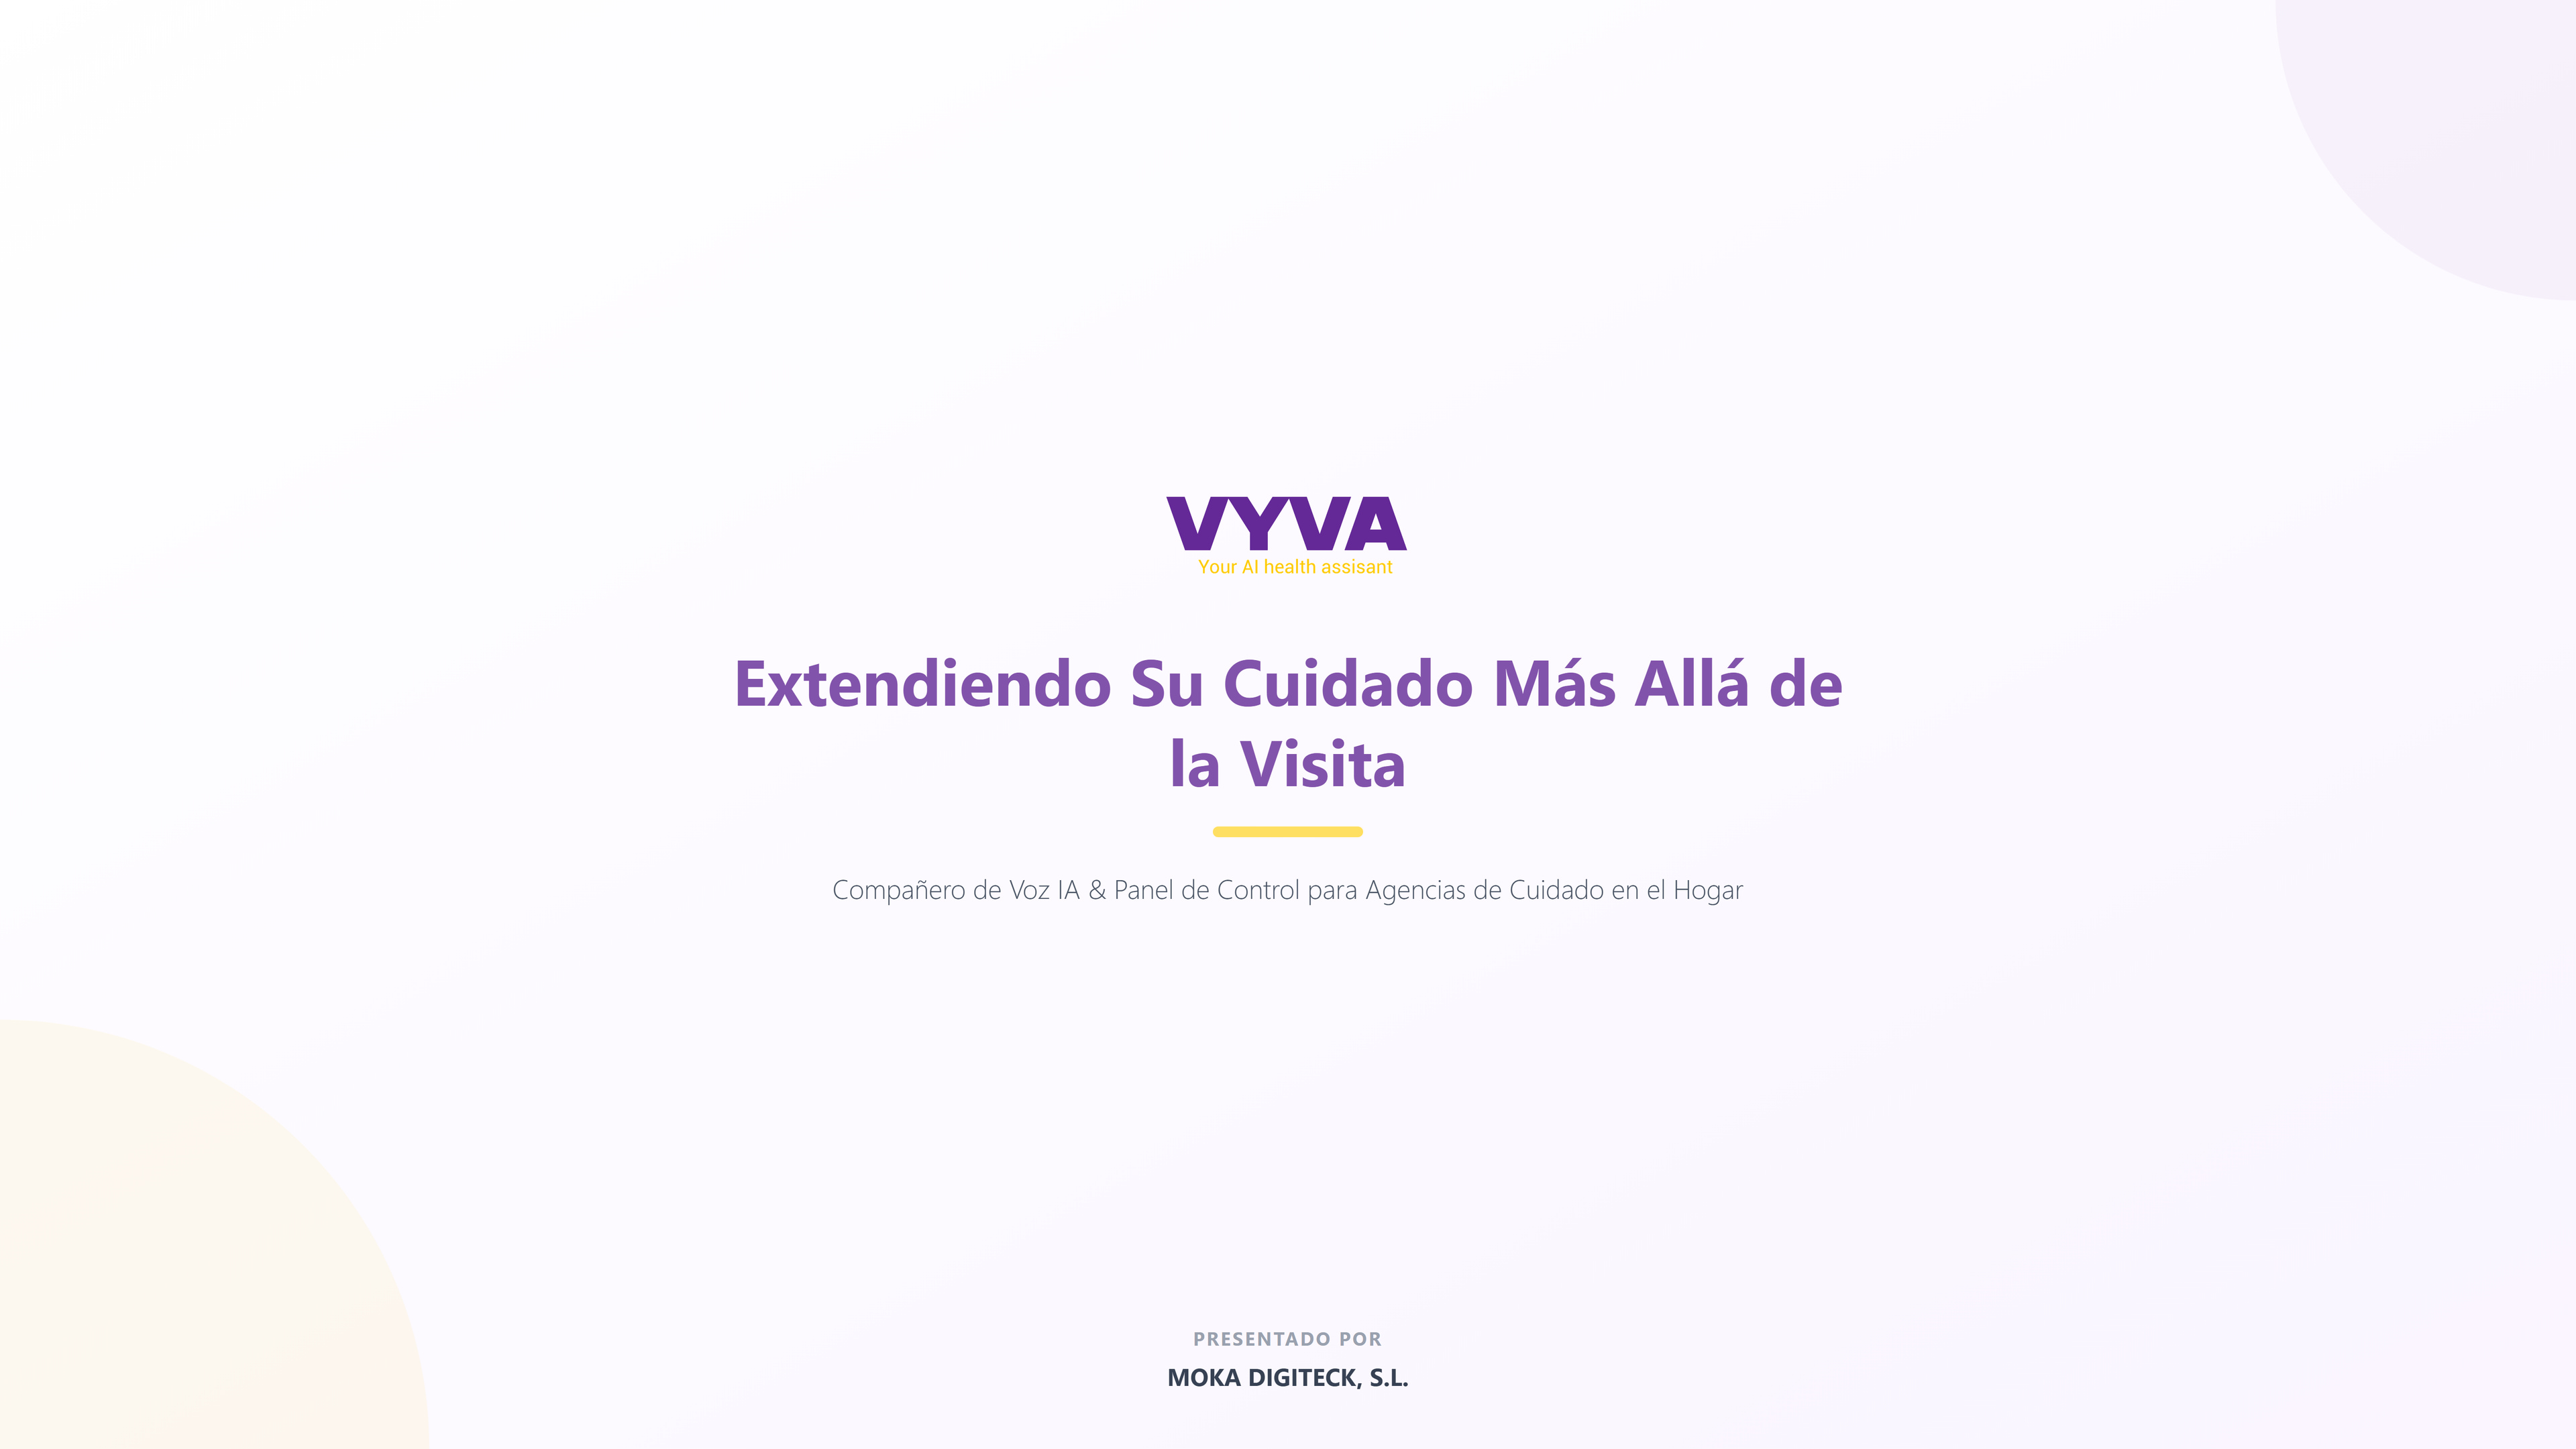 VYVA
Your AI health assisant
Extendiendo Su Cuidado Más Allá de
la Visita
Compañero de Voz IA & Panel de Control para Agencias de Cuidado en el Hogar
PRESENTADO POR
MOKA DIGITECK, S.L.